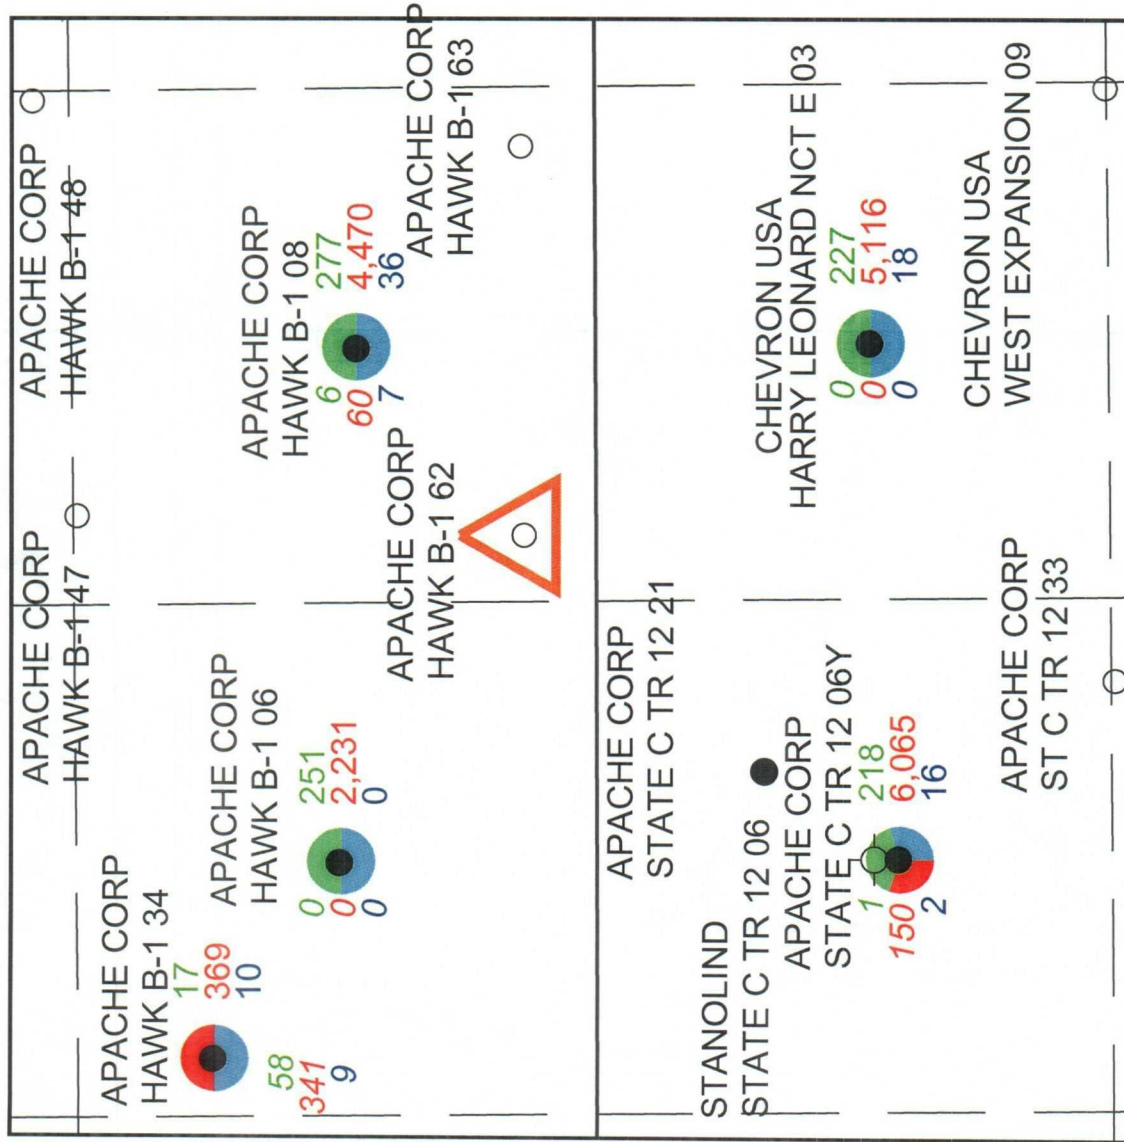 APACHE CORP
HAWK B-1 47
APACHE CORP
HAWK B-1 48
APACHE CORP
HAWK B-1 34
17
369
10
58
341
9
APACHE CORP
HAWK B-1 06
0 251
0 2,231
0 0
APACHE CORP
HAWK B-1 08
6 277
60 4,470
7 36
APACHE CORP
HAWK B-1 63
APACHE CORP
HAWK B-1 62
APACHE CORP
STATE C TR 12 21
STANOLIND
STATE C TR 12 06
APACHE CORP
STATE C TR 12 06Y
1 218
150 6,065
2 16
CHEVRON USA
HARRY LEONARD NCT E 03
0 227
0 5,116
0 18
CHEVRON USA
WEST EXPANSION 09
APACHE CORP
ST C TR 12 33